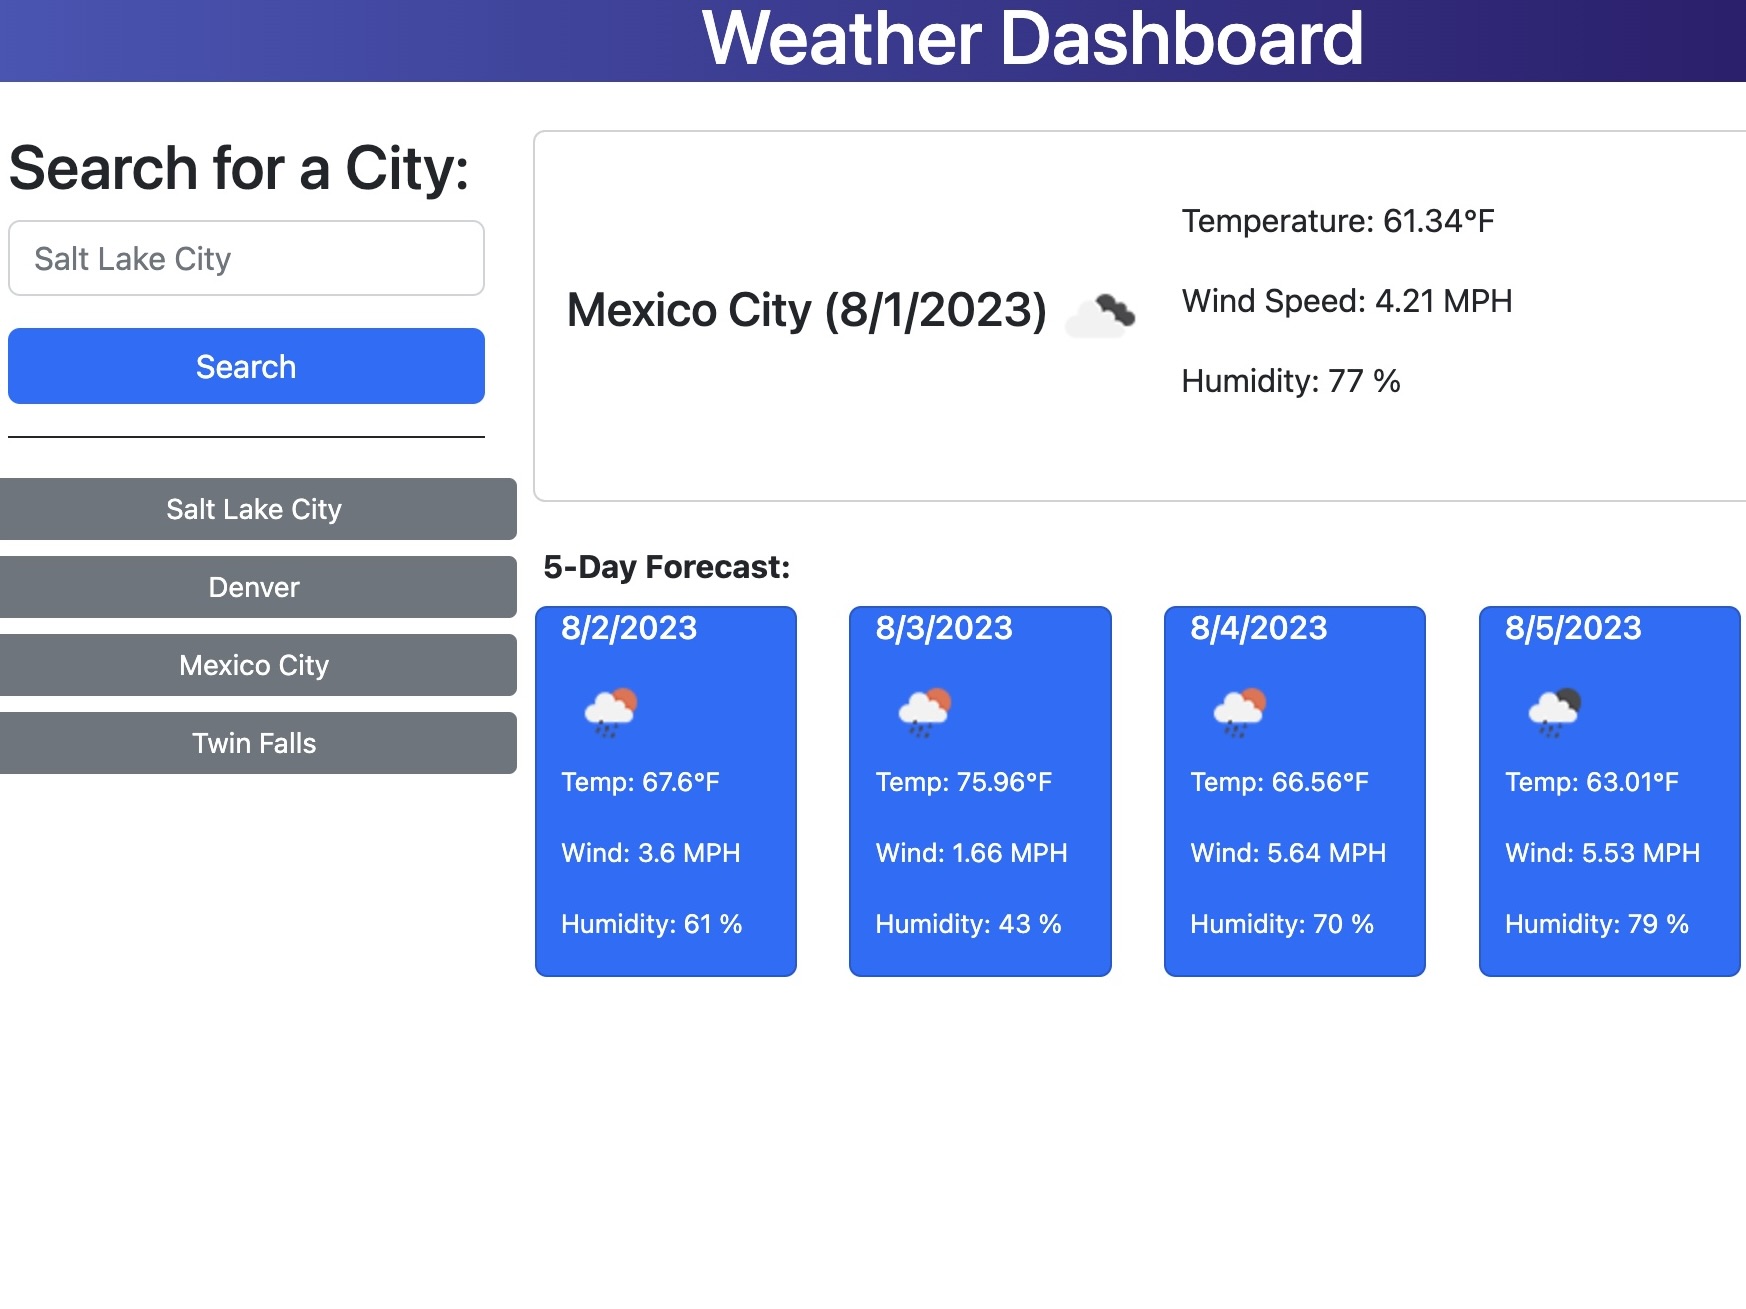 Weather Dashboard
Search for a City:
Salt Lake City
Search
Salt Lake City
Denver
Mexico City
Twin Falls
Mexico City (8/1/2023)
Temperature: 61.34°F
Wind Speed: 4.21 MPH
Humidity: 77 %
5-Day Forecast:
8/2/2023
Temp: 67.6°F
Wind: 3.6 MPH
Humidity: 61 %
8/3/2023
Temp: 75.96°F
Wind: 1.66 MPH
Humidity: 43 %
8/4/2023
Temp: 66.56°F
Wind: 5.64 MPH
Humidity: 70 %
8/5/2023
Temp: 63.01°F
Wind: 5.53 MPH
Humidity: 79 %